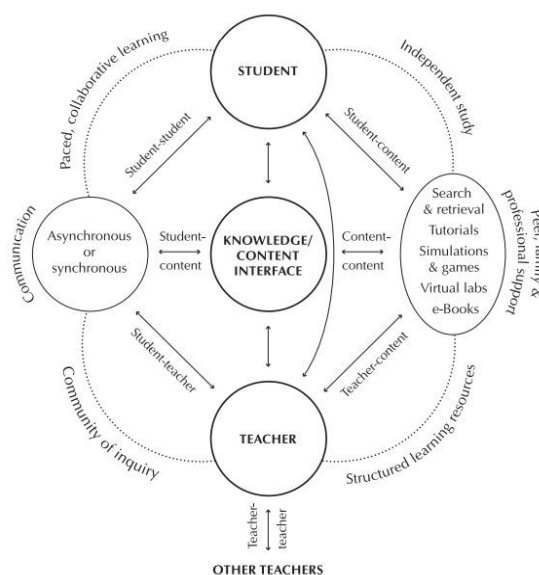 STUDENT
Paced, collaborative learning
Independent study
Student-student
Student-content
Communication
Asynchronous
or
synchronous
Student-
content
KNOWLEDGE/
CONTENT
INTERFACE
Content-
content
Search
& retrieval
Tutorials
Simulations
& games
Virtual labs
e-Books
Peer, family &
professional support
Student-teacher
Teacher-content
Community of inquiry
Structured learning resources
TEACHER
Teacher-
teacher
OTHER TEACHERS